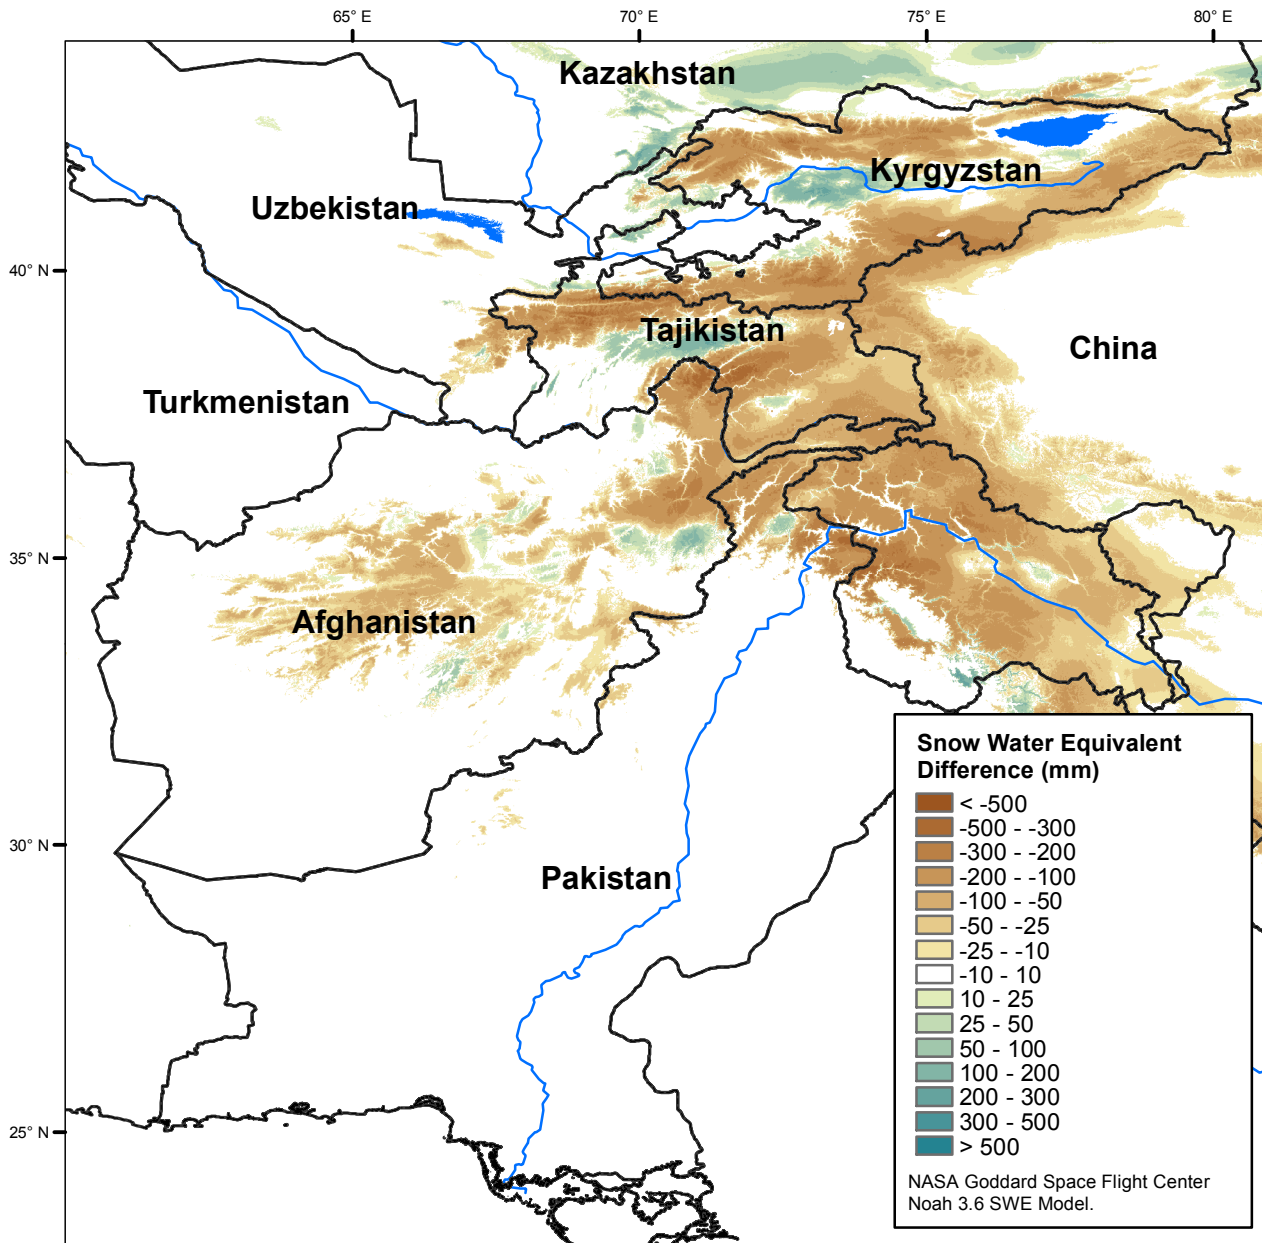 65° E
70° E
75° E
80° E
Kazakhstan
Kyrgyzstan
Uzbekistan
40° N
Tajikistan
China
Turkmenistan
35° N
Afghanistan
30° N
Pakistan
25° N
Snow Water Equivalent
Difference (mm)
< -500
-500 - -300
-300 - -200
-200 - -100
-100 - -50
-50 - -25
-25 - -10
-10 - 10
10 - 25
25 - 50
50 - 100
100 - 200
200 - 300
300 - 500
> 500
NASA Goddard Space Flight Center
Noah 3.6 SWE Model.